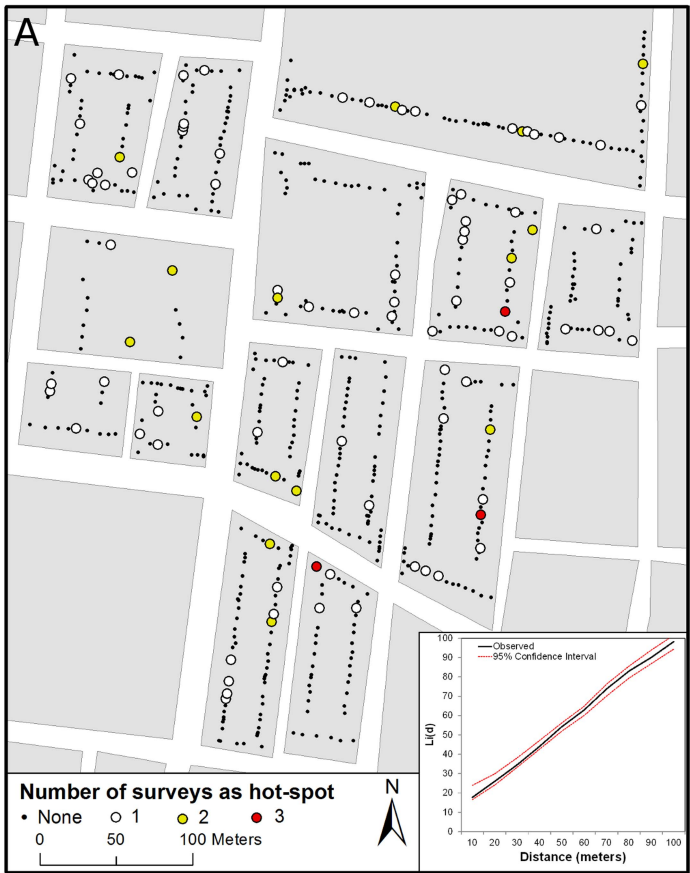 A
Number of surveys as hot-spot
None 1 2 3
0 50 100 Meters
N
Observed
95% Confidence Interval
Li(d)
100
90
80
70
60
50
40
30
20
10
0
10 20 30 40 50 60 70 80 90 100
Distance (meters)